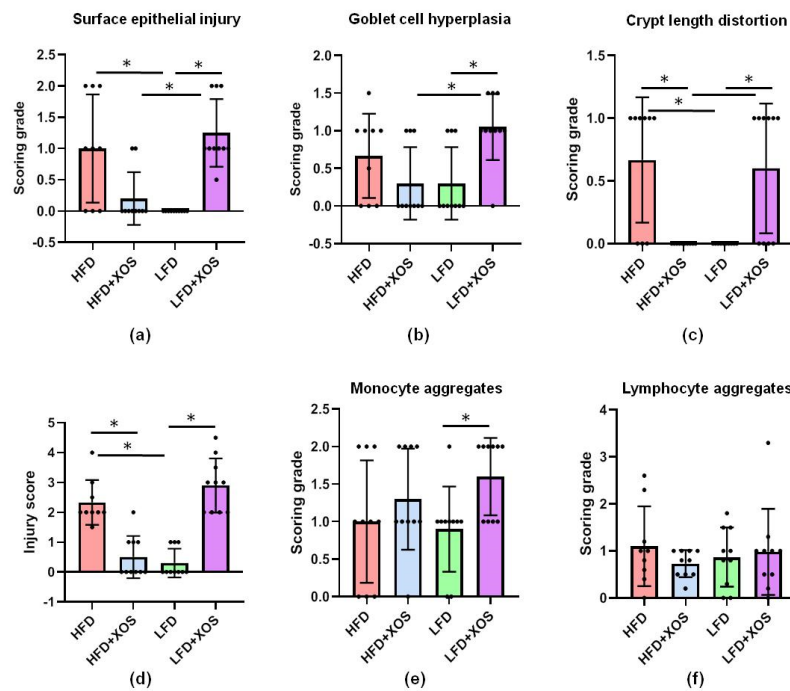 Surface epithelial injury
Goblet cell hyperplasia
Crypt length distortion
Scoring grade
2.5
2.0
1.5
1.0
0.5
0.0
-0.5
*
*
*
HFD
HFD+XOS
LFD
LFD+XOS
(a)
Scoring grade
2.0
1.5
1.0
0.5
0.0
-0.5
*
*
HFD
HFD+XOS
LFD
LFD+XOS
(b)
Scoring grade
1.5
1.0
0.5
0.0
*
*
*
*
HFD
HFD+XOS
LFD
LFD+XOS
(c)
Injury score
5
4
3
2
1
0
-1
*
*
*
HFD
HFD+XOS
LFD
LFD+XOS
(d)
Monocyte aggregates
Scoring grade
2.5
2.0
1.5
1.0
0.5
0.0
*
HFD
HFD+XOS
LFD
LFD+XOS
(e)
Lymphocyte aggregates
Scoring grade
4
3
2
1
0
HFD
HFD+XOS
LFD
LFD+XOS
(f)